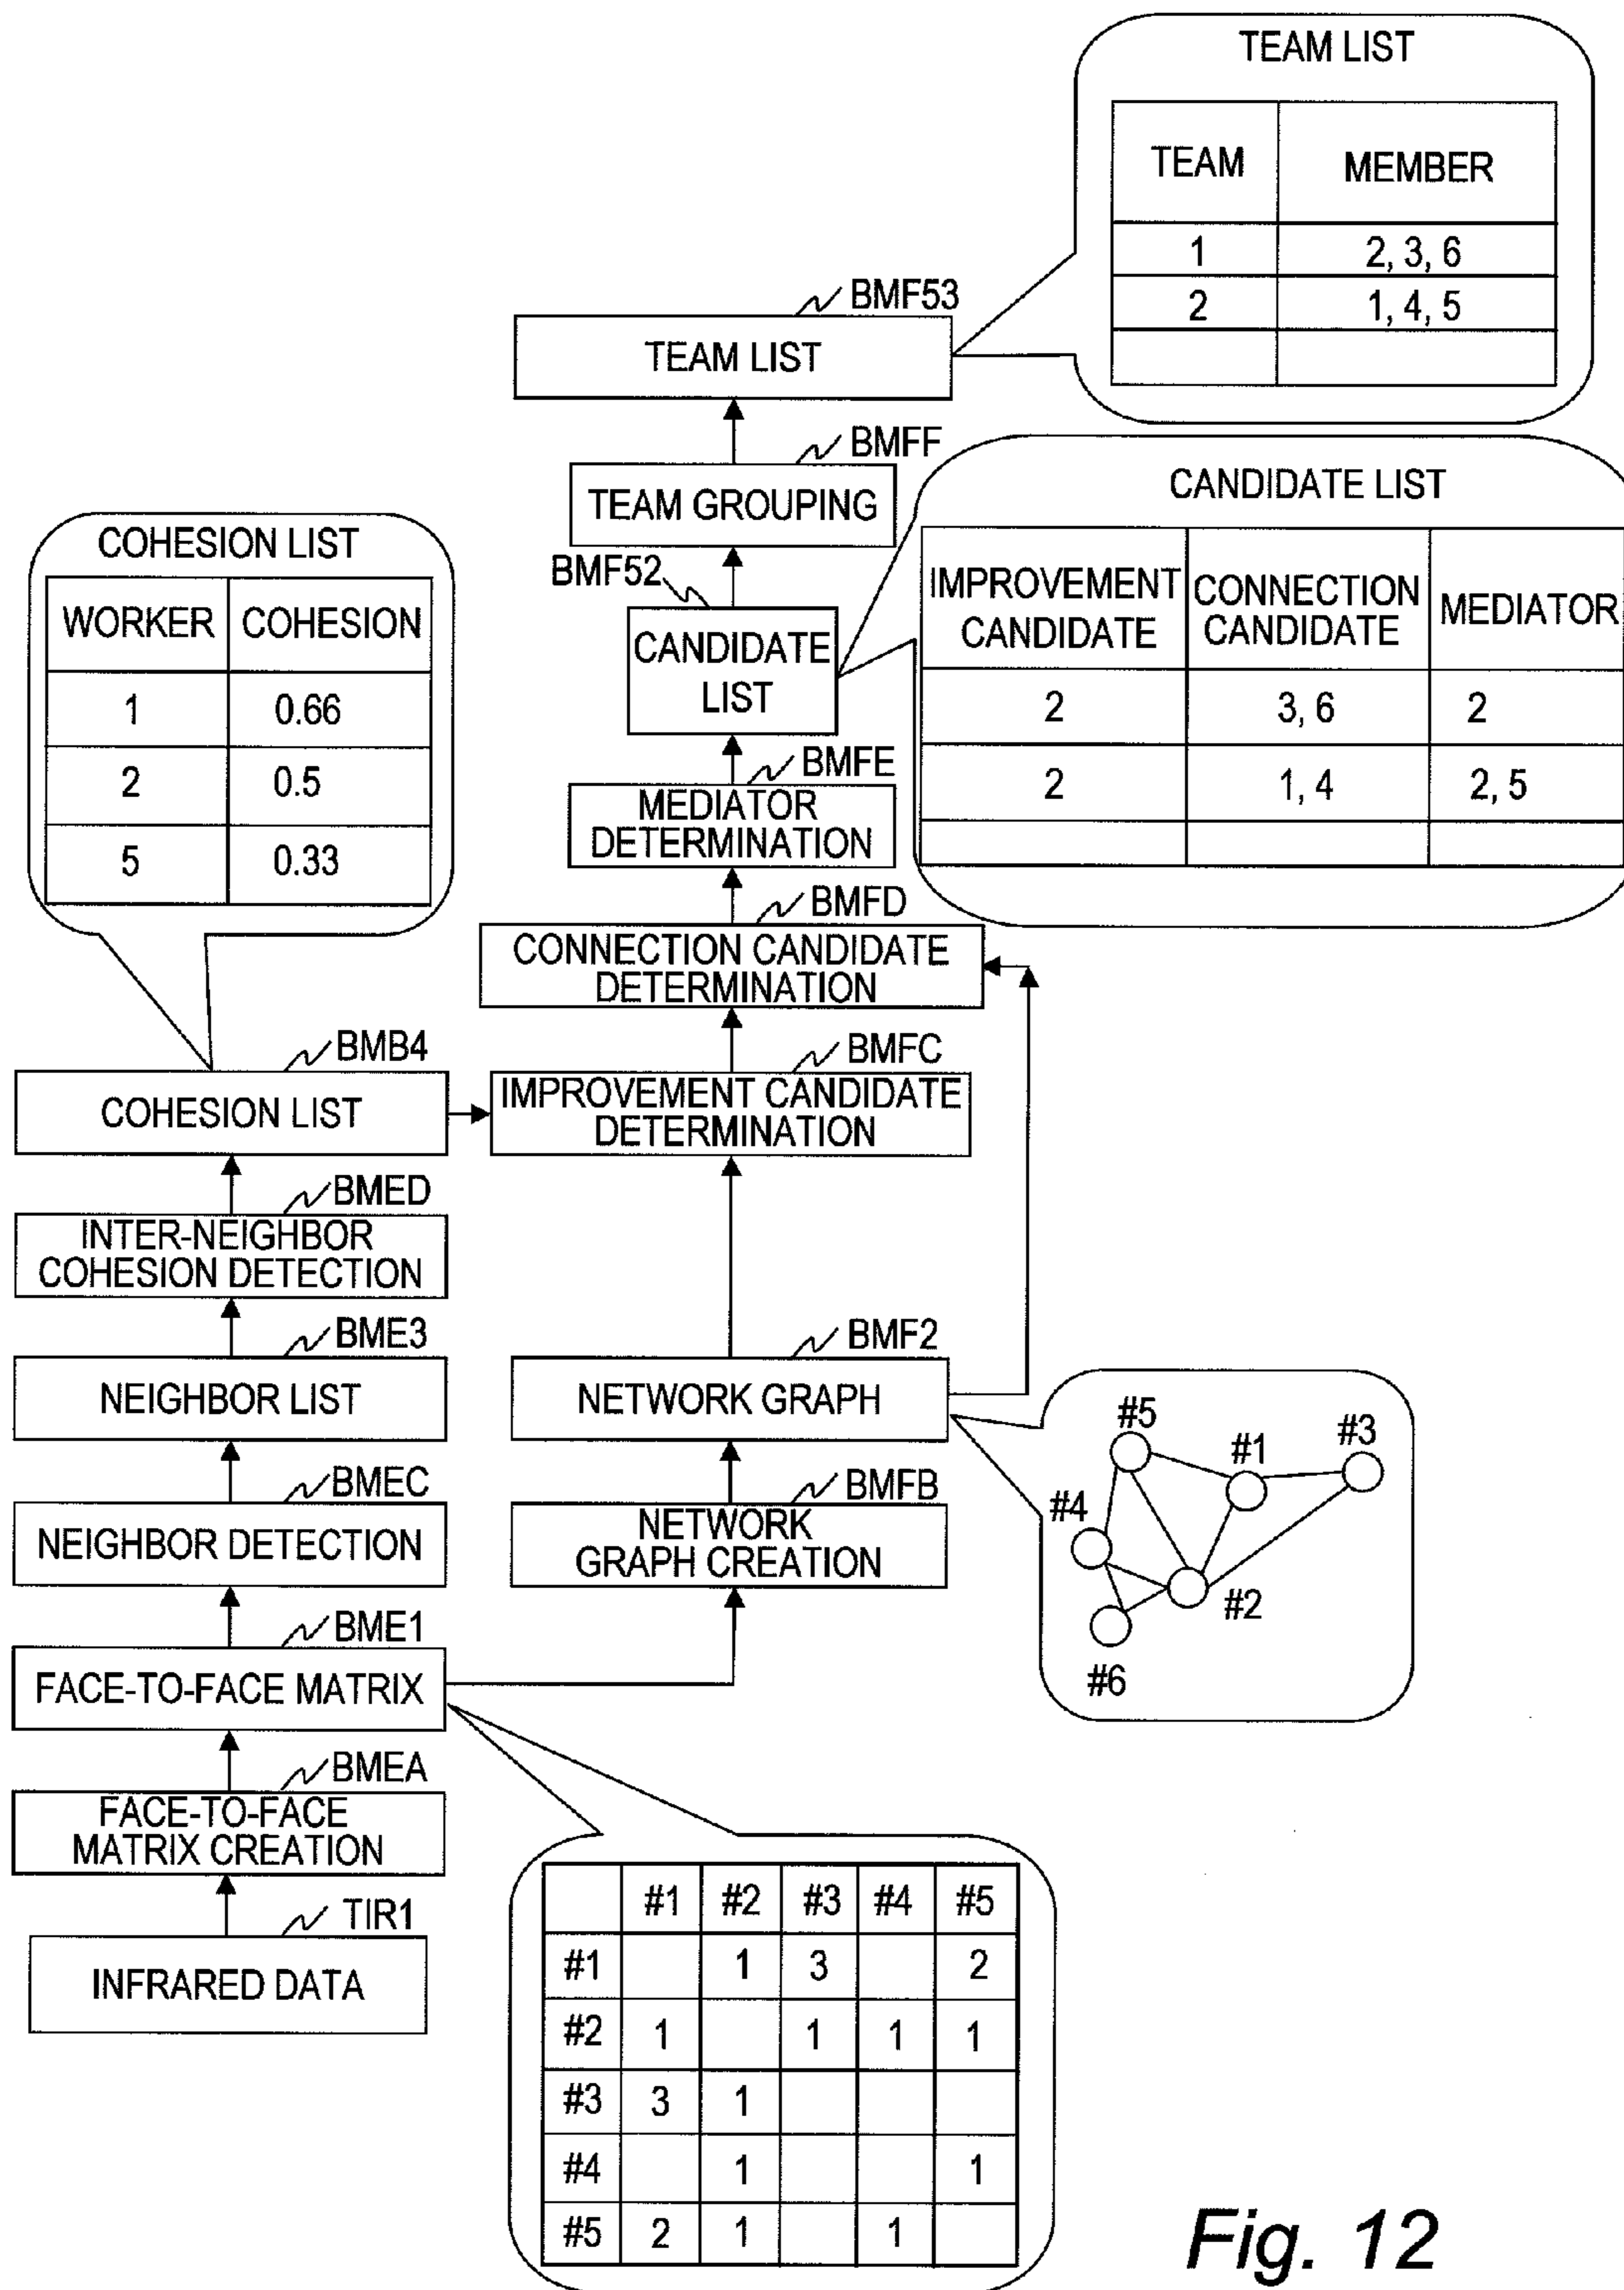 TEAM LIST
TEAM MEMBER
1 2, 3, 6
2 1, 4, 5
BMF53
TEAM LIST
BMFF
TEAM GROUPING
BMF52
CANDIDATE
LIST
CANDIDATE LIST
IMPROVEMENT
CANDIDATE
CONNECTION
CANDIDATE
MEDIATOR
2 3, 6 2
2 1, 4 2, 5
COHESION LIST
WORKER COHESION
1 0.66
2 0.5
5 0.33
BMFE
MEDIATOR
DETERMINATION
BMFD
CONNECTION CANDIDATE
DETERMINATION
BMB4
COHESION LIST
BMFC
IMPROVEMENT CANDIDATE
DETERMINATION
BMED
INTER-NEIGHBOR
COHESION DETECTION
BME3
NEIGHBOR LIST
BMF2
NETWORK GRAPH
#5
#1
#3
#4
#2
#6
BMEC
NEIGHBOR DETECTION
BMFB
NETWORK
GRAPH CREATION
BME1
FACE-TO-FACE MATRIX
BMEA
FACE-TO-FACE
MATRIX CREATION
TIR1
INFRARED DATA
#1 #2 #3 #4 #5
#1 1 3 2
#2 1 1 1 1
#3 3 1
#4 1 1
#5 2 1 1
Fig. 12